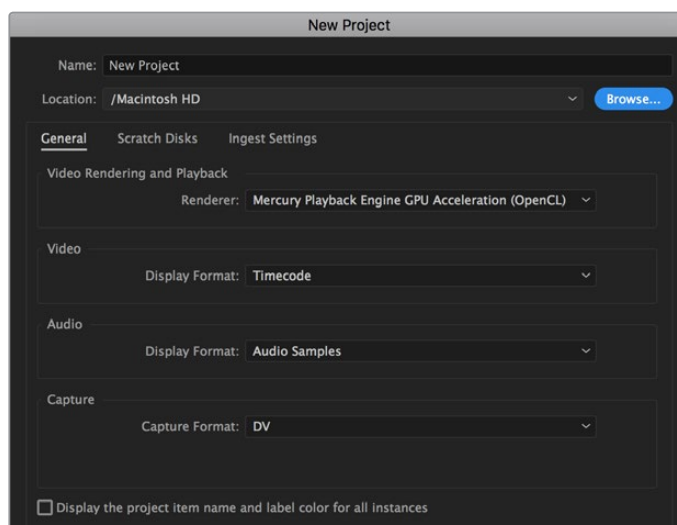 New Project
Name: New Project
Location: /Macintosh HD Browse...
General Scratch Disks Ingest Settings
Video Rendering and Playback
Renderer: Mercury Playback Engine GPU Acceleration (OpenCL)
Video
Display Format: Timecode
Audio
Display Format: Audio Samples
Capture
Capture Format: DV
Display the project item name and label color for all instances